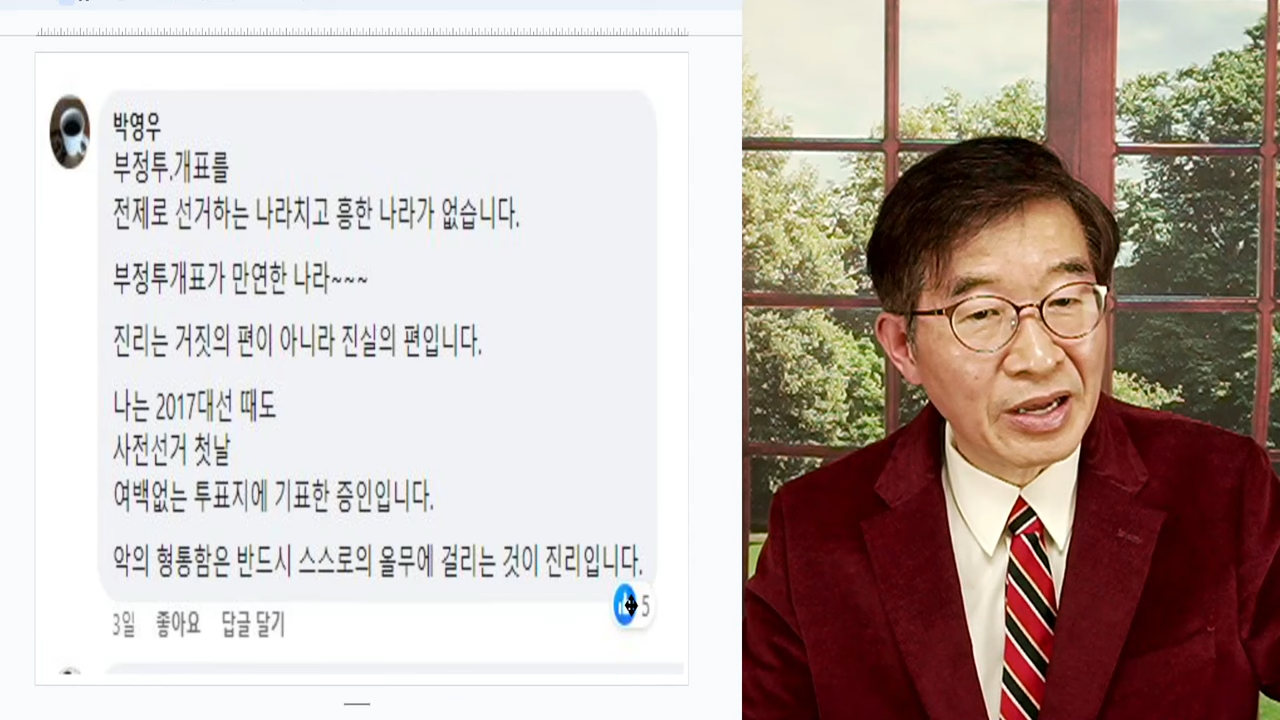 박영우
부정투.개표를
전제로 선거하는 나라치고 흥한 나라가 없습니다.
부정투개표가 만연한 나라~~~
진리는 거짓의 편이 아니라 진실의 편입니다.
나는 2017대선 때도
사전선거 첫날
여백없는 투표지에 기표한 증인입니다.
악의 형통함은 반드시 스스로의 올무에 걸리는 것이 진리입니다.
5
3일 좋아요 답글 달기